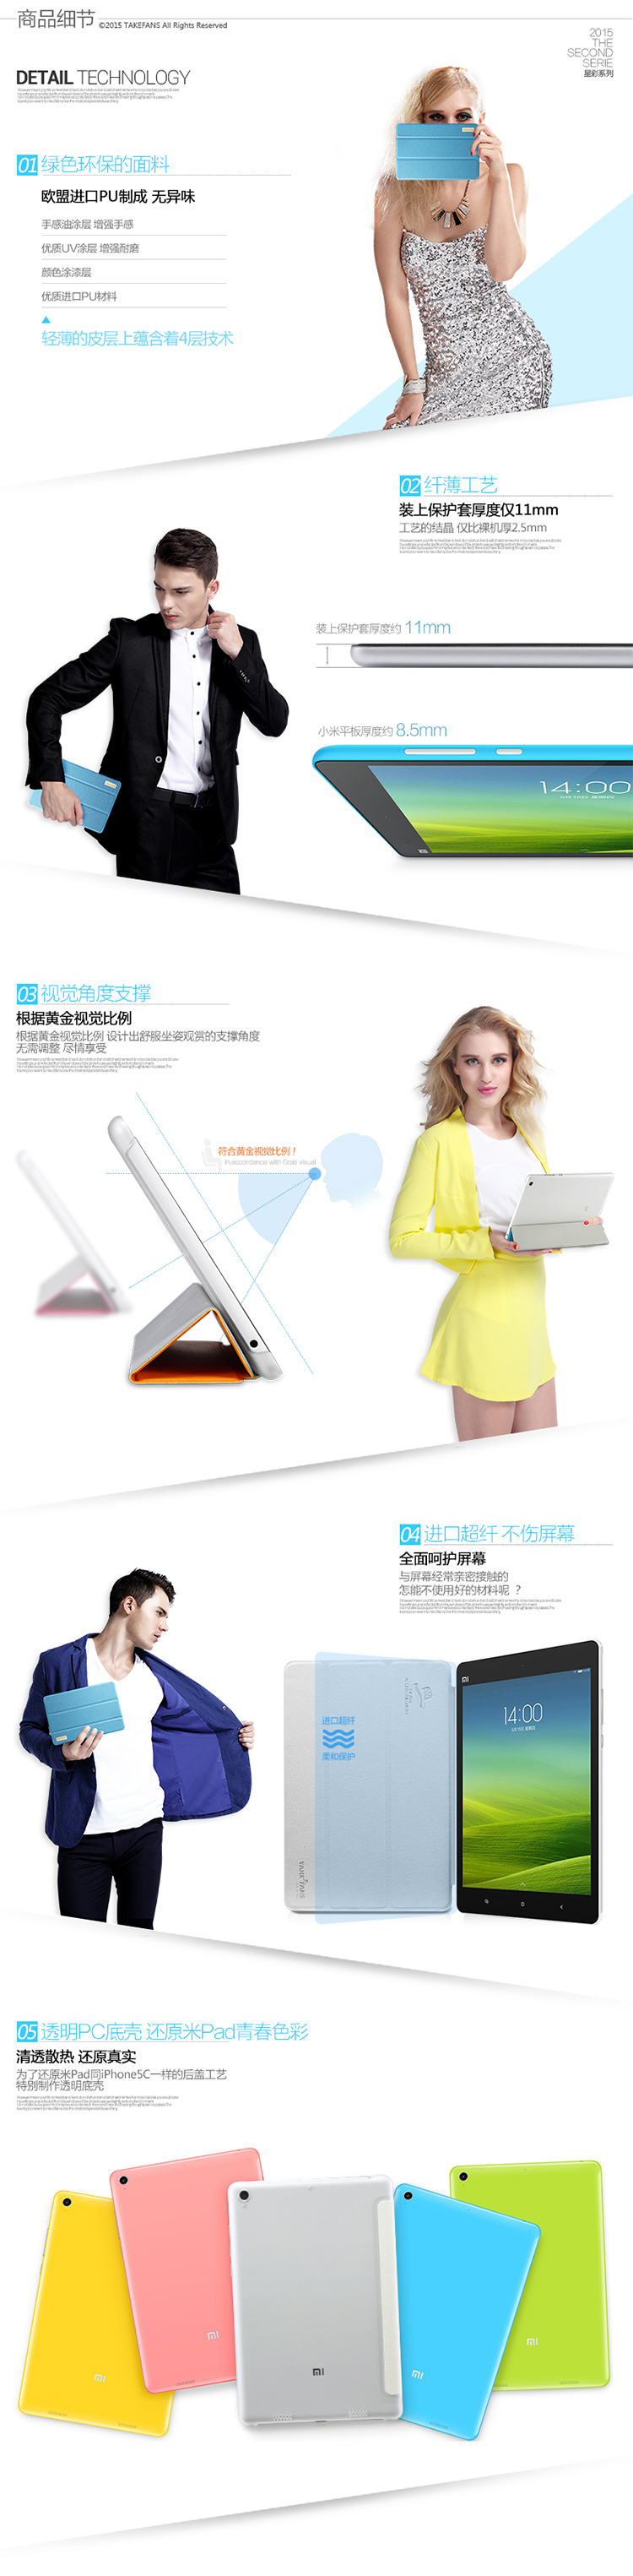 商品细节 ©2015 TAKEFANS All Rights Reserved
2015
THE
SECOND
SERIE
星彩系列
DETAIL TECHNOLOGY
01 绿色环保的面料
欧盟进口PU制成 无异味
手感油涂层 增强手感
优质UV涂层 增强耐磨
颜色涂漆层
优质进口PU材料
轻薄的皮层上蕴含着4层技术
02 纤薄工艺
装上保护套厚度仅11mm
工艺的结晶 仅比裸机厚2.5mm
装上保护套厚度约 11mm
小米平板厚度约 8.5mm
14:00
03 视觉角度支撑
根据黄金视觉比例
根据黄金视觉比例 设计出舒服坐姿观赏的支撑角度
无需调整 尽情享受
符合黄金视觉比例！
In accordance with Gold visual
04 进口超纤 不伤屏幕
全面呵护屏幕
与屏幕经常亲密接触的
怎能不使用好的材料呢 ？
进口超纤
柔和保护
14:00
05 透明PC底壳 还原米Pad青春色彩
清透散热 还原真实
为了还原米Pad同iPhone5C一样的后盖工艺
特别制作透明底壳